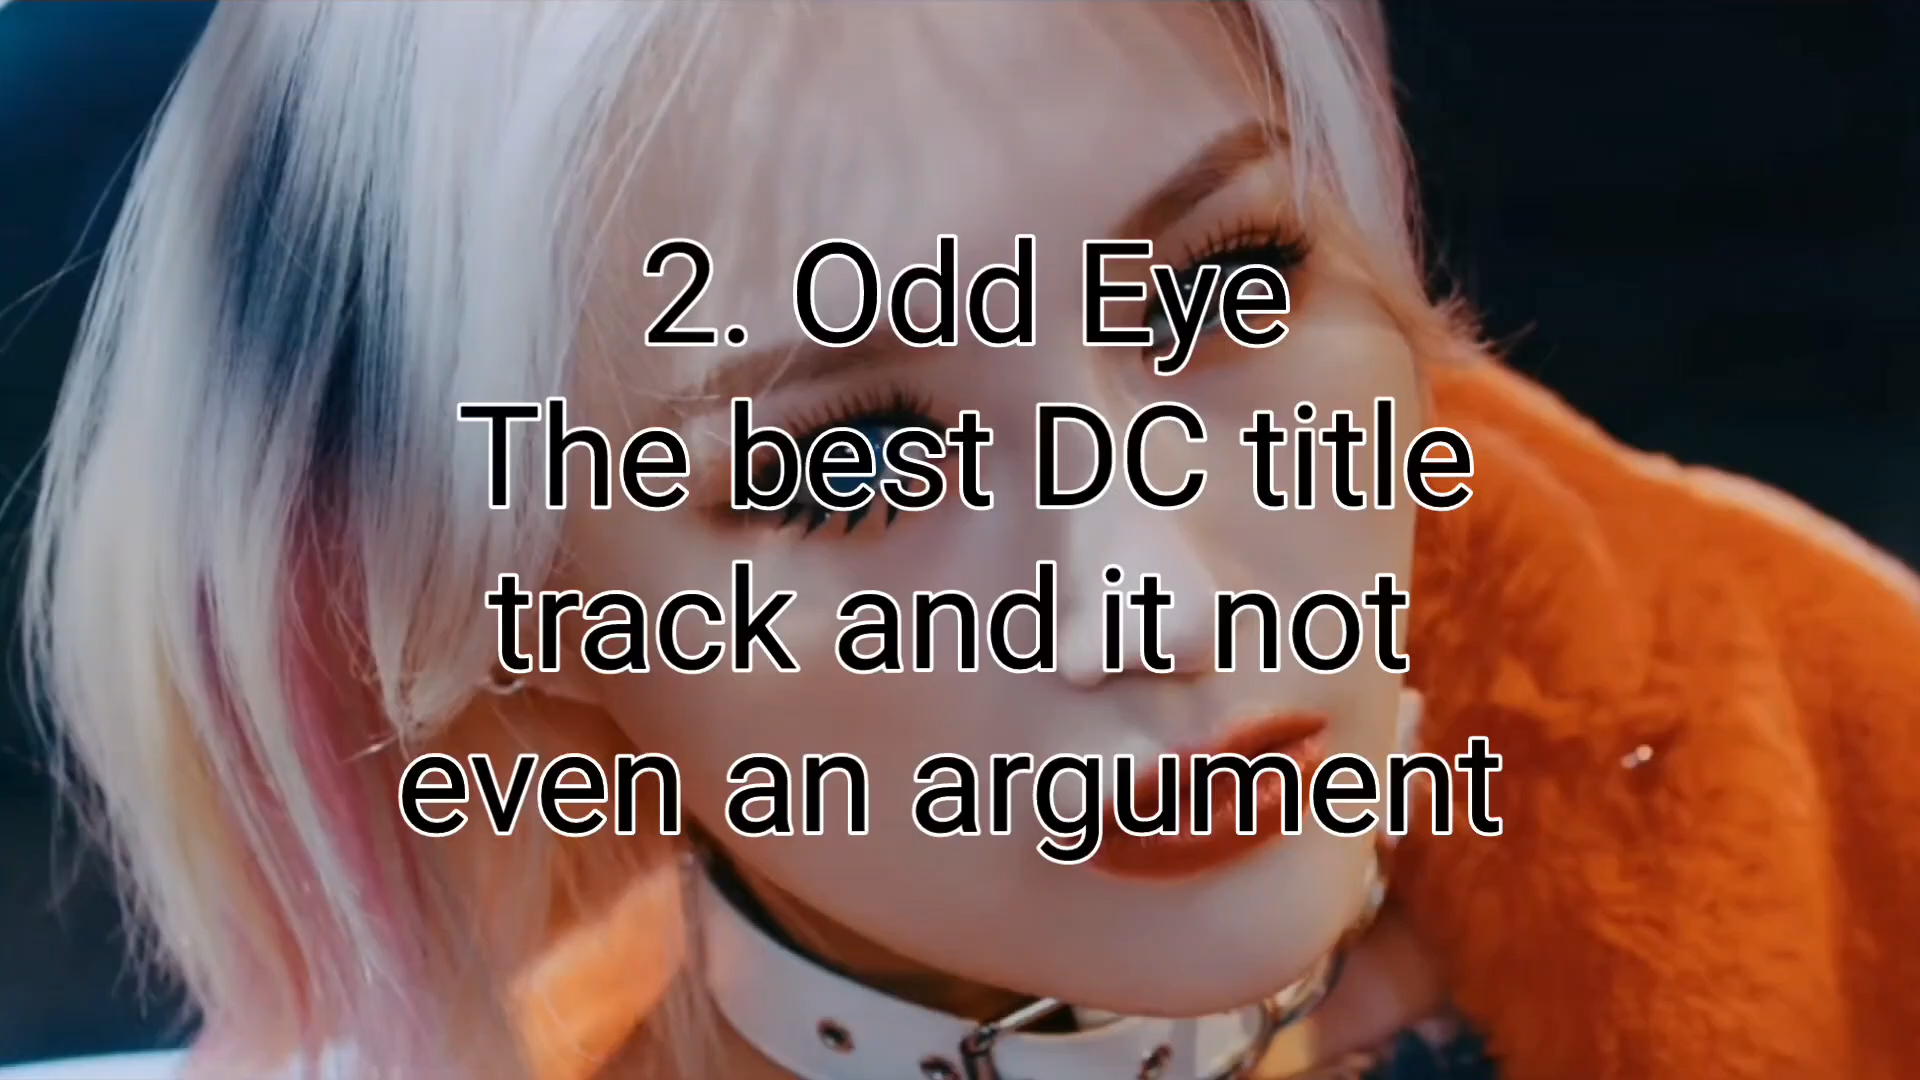 2. Odd Eye
The best DC title
track and it not
even an argument